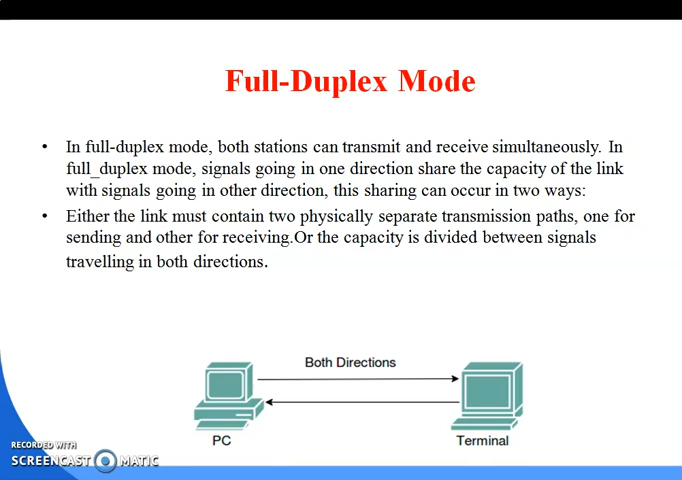 Full-Duplex Mode
• In full-duplex mode, both stations can transmit and receive simultaneously. In
full_duplex mode, signals going in one direction share the capacity of the link
with signals going in other direction, this sharing can occur in two ways:
• Either the link must contain two physically separate transmission paths, one for
sending and other for receiving.Or the capacity is divided between signals
travelling in both directions.
Both Directions
PC
Terminal
RECORDED WITH
SCREENCAST MATIC